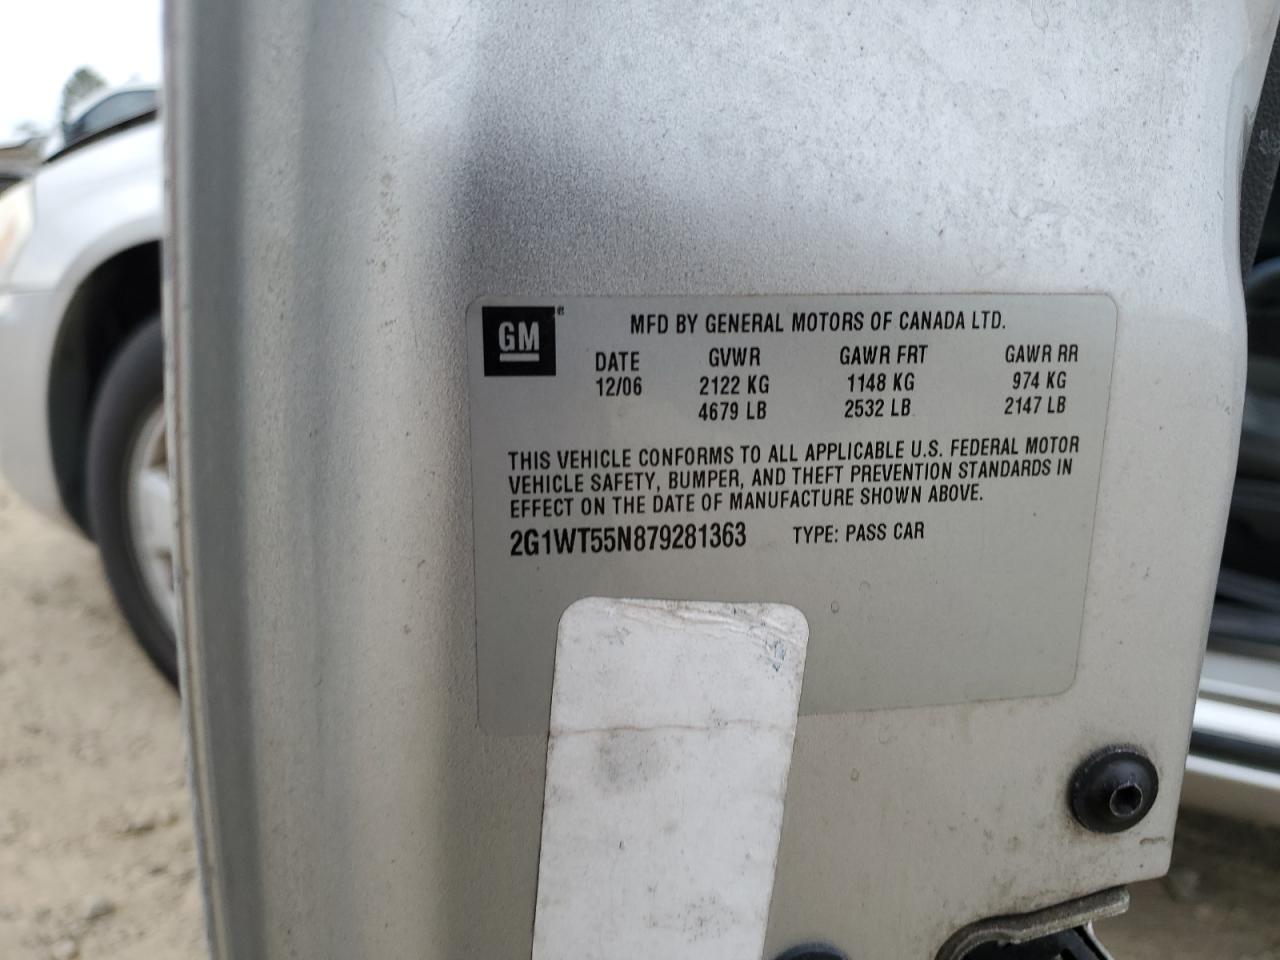 GM®
MFD BY GENERAL MOTORS OF CANADA LTD.
DATE GVWR GAWR FRT GAWR RR
12/06 2122 KG 1148 KG 974 KG
4679 LB 2532 LB 2147 LB
THIS VEHICLE CONFORMS TO ALL APPLICABLE U.S. FEDERAL MOTOR
VEHICLE SAFETY, BUMPER, AND THEFT PREVENTION STANDARDS IN
EFFECT ON THE DATE OF MANUFACTURE SHOWN ABOVE.
2G1WT55N879281363 TYPE: PASS CAR